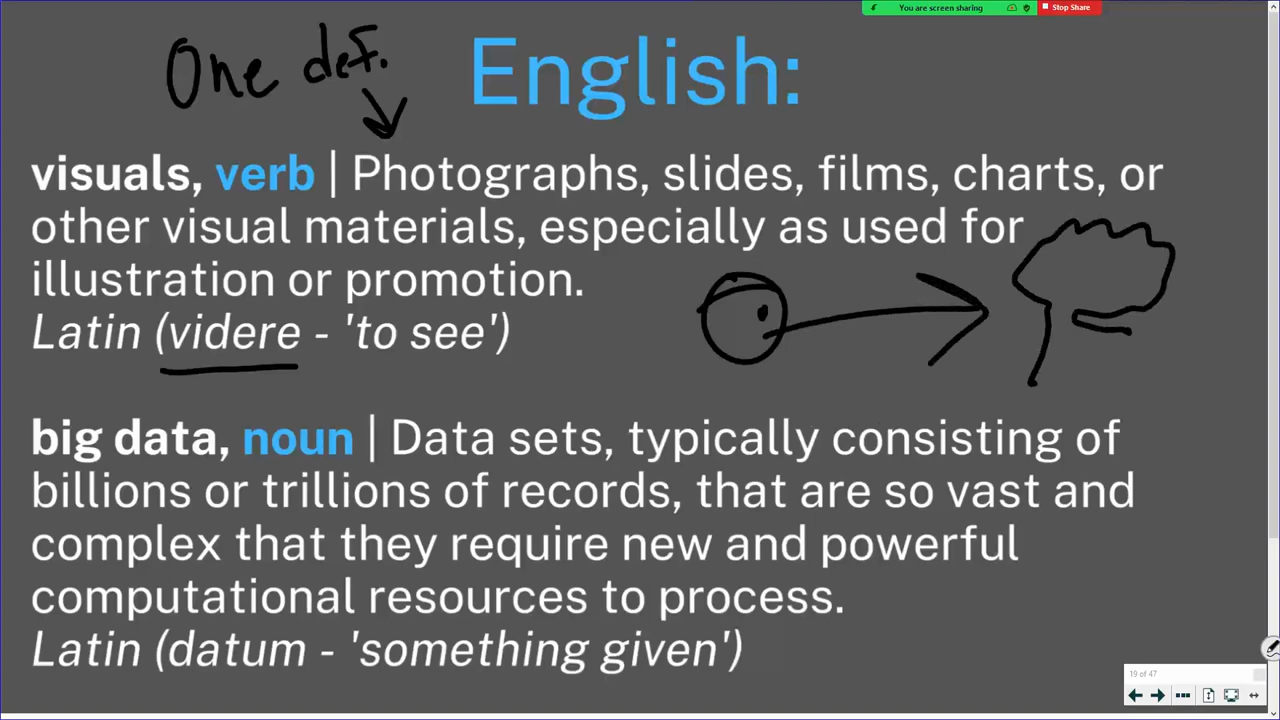 You are screen sharing
Stop Share
One def.
English:
visuals, verb | Photographs, slides, films, charts, or
other visual materials, especially as used for
illustration or promotion.
Latin (videre - 'to see')
big data, noun | Data sets, typically consisting of
billions or trillions of records, that are so vast and
complex that they require new and powerful
computational resources to process.
Latin (datum - 'something given')
19 of 47